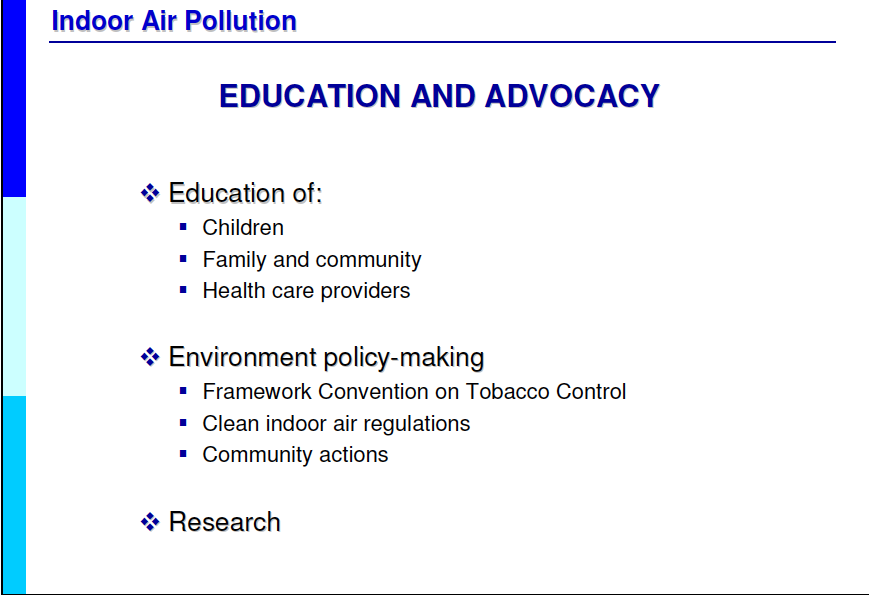 Indoor Air Pollution
EDUCATION AND ADVOCACY
❖ Education of:
▪ Children
▪ Family and community
▪ Health care providers
❖ Environment policy-making
▪ Framework Convention on Tobacco Control
▪ Clean indoor air regulations
▪ Community actions
❖ Research